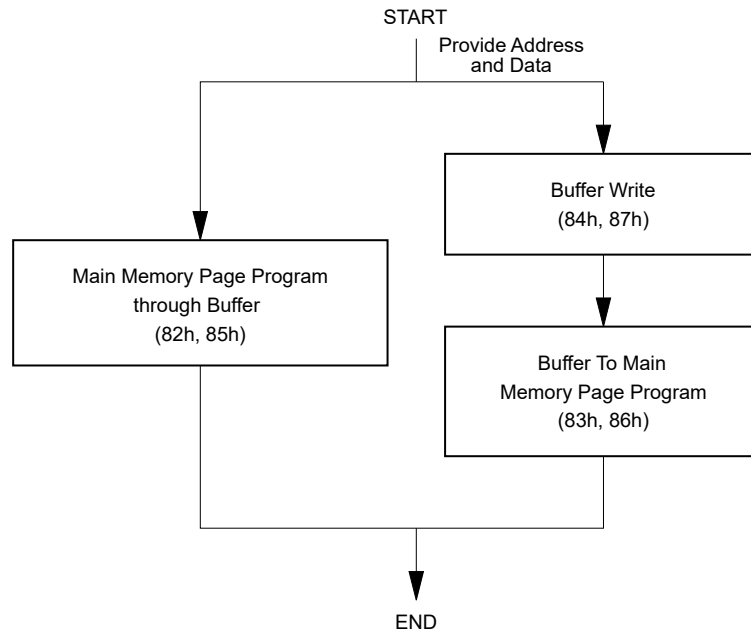 START
Provide Address
and Data
Buffer Write
(84h, 87h)
Main Memory Page Program
through Buffer
(82h, 85h)
Buffer To Main
Memory Page Program
(83h, 86h)
END